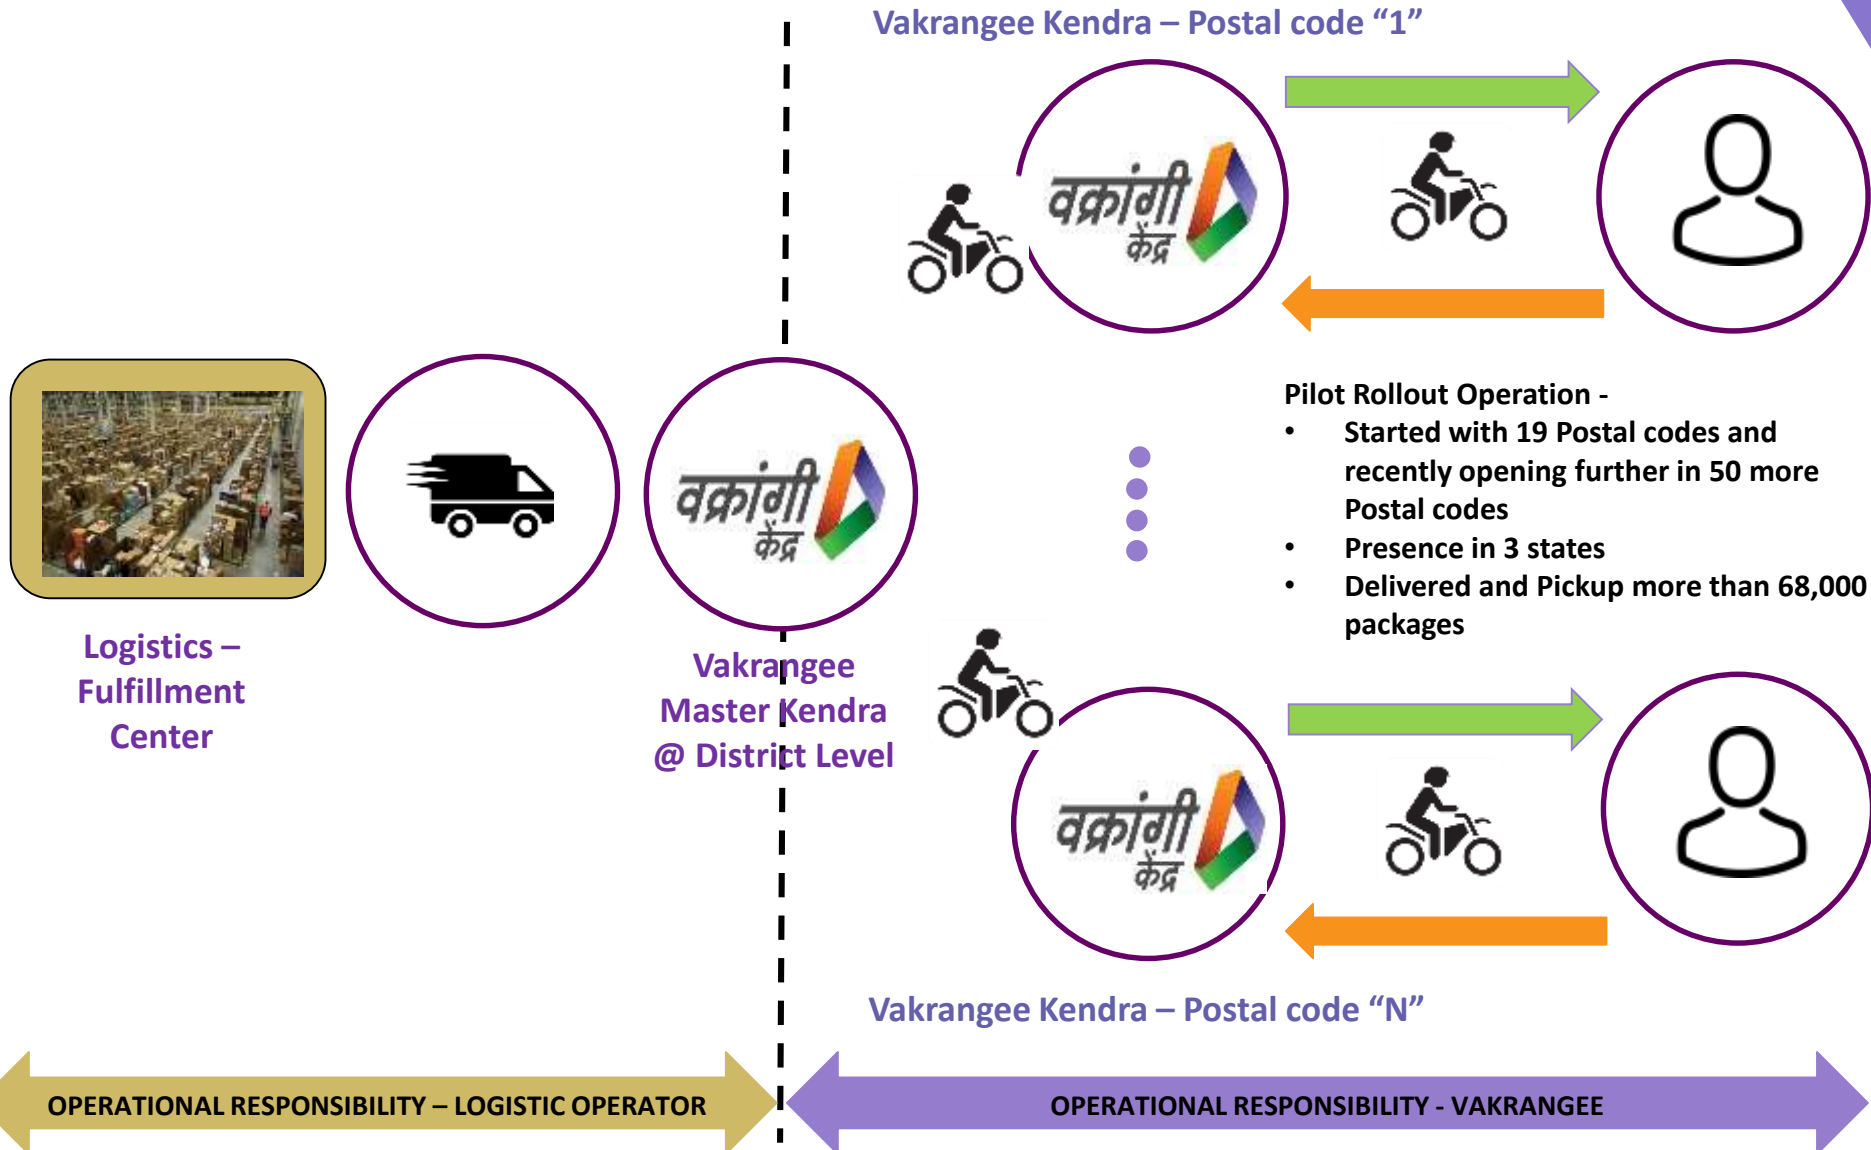 Vakrangee Kendra – Postal code “1”
वक्रांगी
केंद्र
वक्रांगी
केंद्र
Pilot Rollout Operation -
• Started with 19 Postal codes and
recently opening further in 50 more
Postal codes
• Presence in 3 states
• Delivered and Pickup more than 68,000
packages
Logistics –
Fulfillment
Center
Vakrangee
Master Kendra
@ District Level
वक्रांगी
केंद्र
Vakrangee Kendra – Postal code “N”
OPERATIONAL RESPONSIBILITY – LOGISTIC OPERATOR
OPERATIONAL RESPONSIBILITY - VAKRANGEE